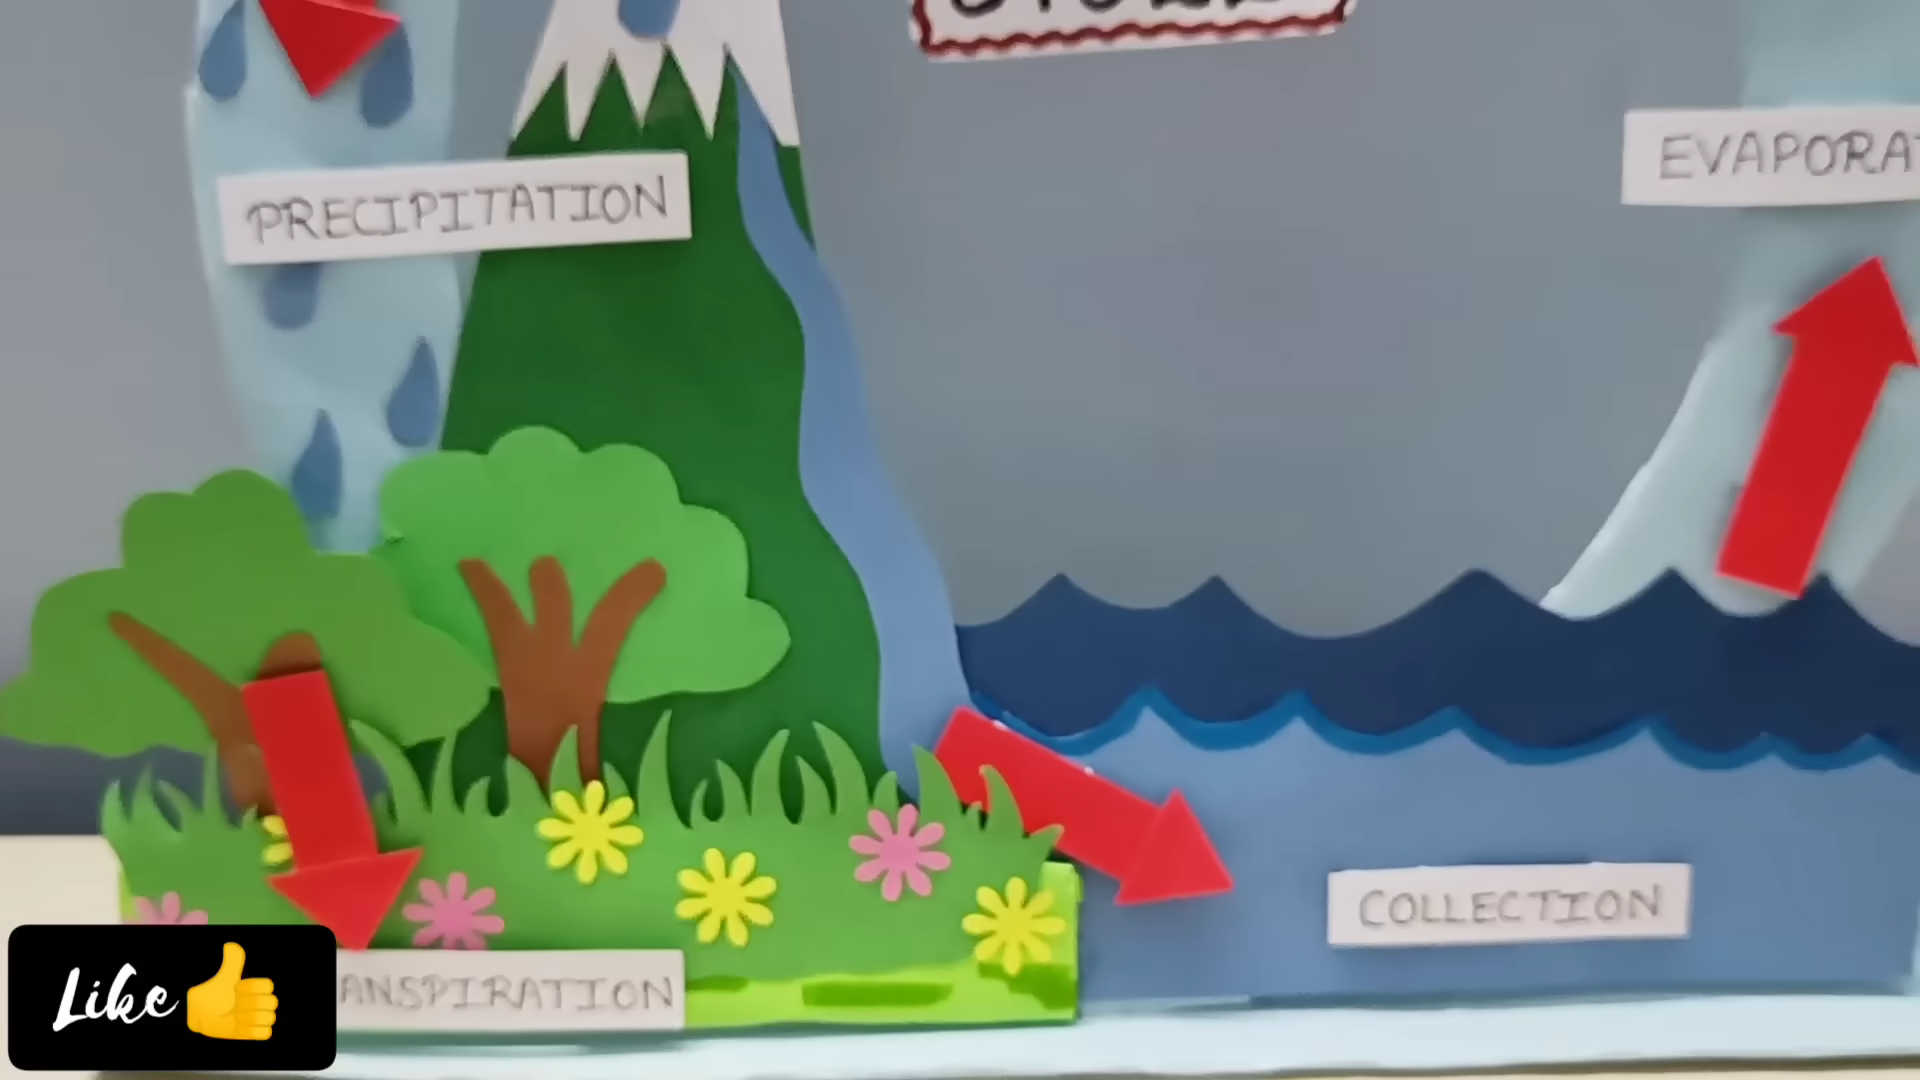 PRECIPITATION
EVAPORAT
COLLECTION
ANSPIRATION
Like